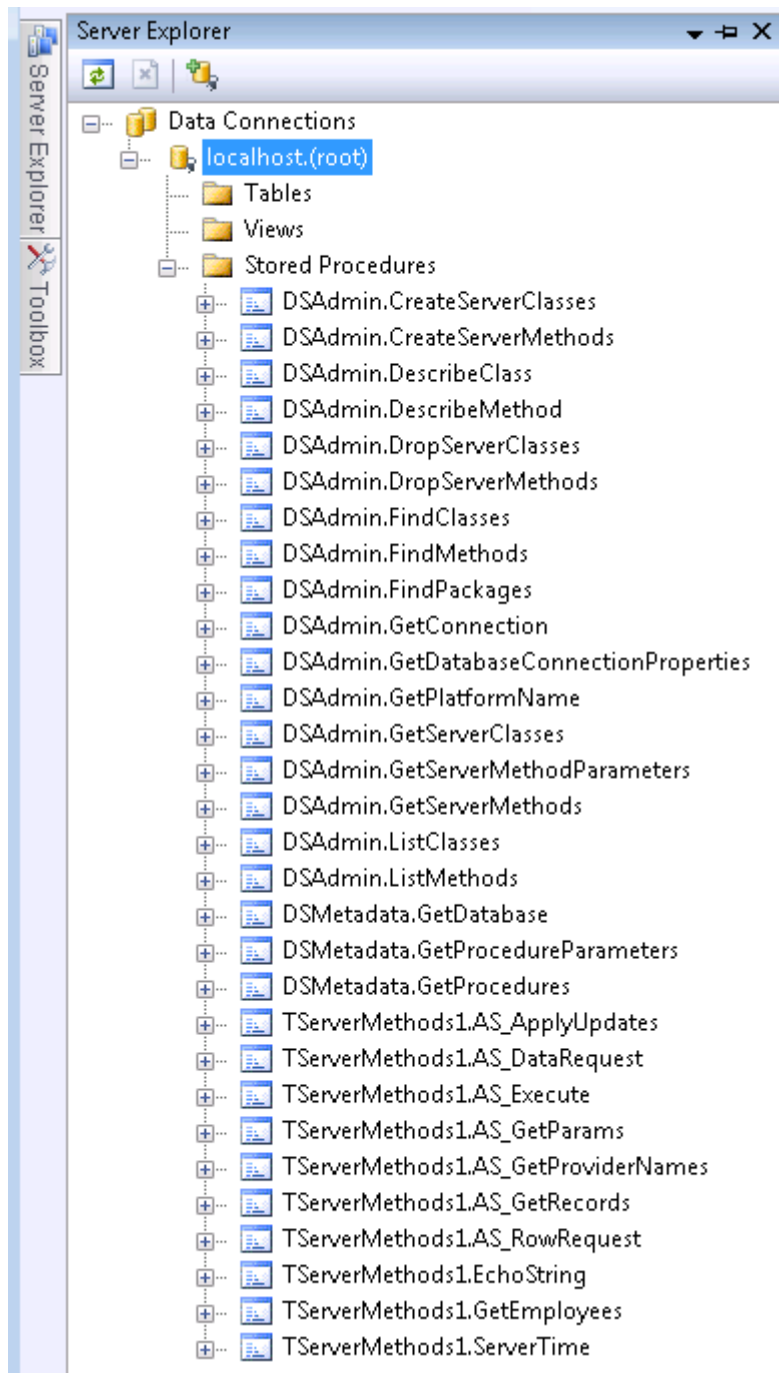 Server Explorer
Server Explorer
Toolbox
Data Connections
localhost.(root)
Tables
Views
Stored Procedures
DSAdmin.CreateServerClasses
DSAdmin.CreateServerMethods
DSAdmin.DescribeClass
DSAdmin.DescribeMethod
DSAdmin.DropServerClasses
DSAdmin.DropServerMethods
DSAdmin.FindClasses
DSAdmin.FindMethods
DSAdmin.FindPackages
DSAdmin.GetConnection
DSAdmin.GetDatabaseConnectionProperties
DSAdmin.GetPlatformName
DSAdmin.GetServerClasses
DSAdmin.GetServerMethodParameters
DSAdmin.GetServerMethods
DSAdmin.ListClasses
DSAdmin.ListMethods
DSMetadata.GetDatabase
DSMetadata.GetProcedureParameters
DSMetadata.GetProcedures
TServerMethods1.AS_ApplyUpdates
TServerMethods1.AS_DataRequest
TServerMethods1.AS_Execute
TServerMethods1.AS_GetParams
TServerMethods1.AS_GetProviderNames
TServerMethods1.AS_GetRecords
TServerMethods1.AS_RowRequest
TServerMethods1.EchoString
TServerMethods1.GetEmployees
TServerMethods1.ServerTime